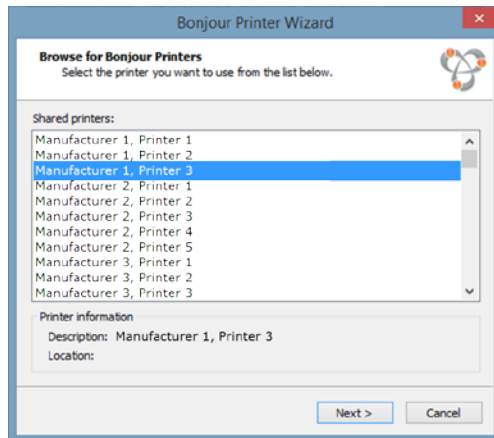 Bonjour Printer Wizard
Browse for Bonjour Printers
Select the printer you want to use from the list below.
Shared printers:
Manufacturer 1, Printer 1
Manufacturer 1, Printer 2
Manufacturer 1, Printer 3
Manufacturer 2, Printer 1
Manufacturer 2, Printer 2
Manufacturer 2, Printer 3
Manufacturer 2, Printer 4
Manufacturer 2, Printer 5
Manufacturer 3, Printer 1
Manufacturer 3, Printer 2
Manufacturer 3, Printer 3
Printer information
Description: Manufacturer 1, Printer 3
Location:
Next > Cancel